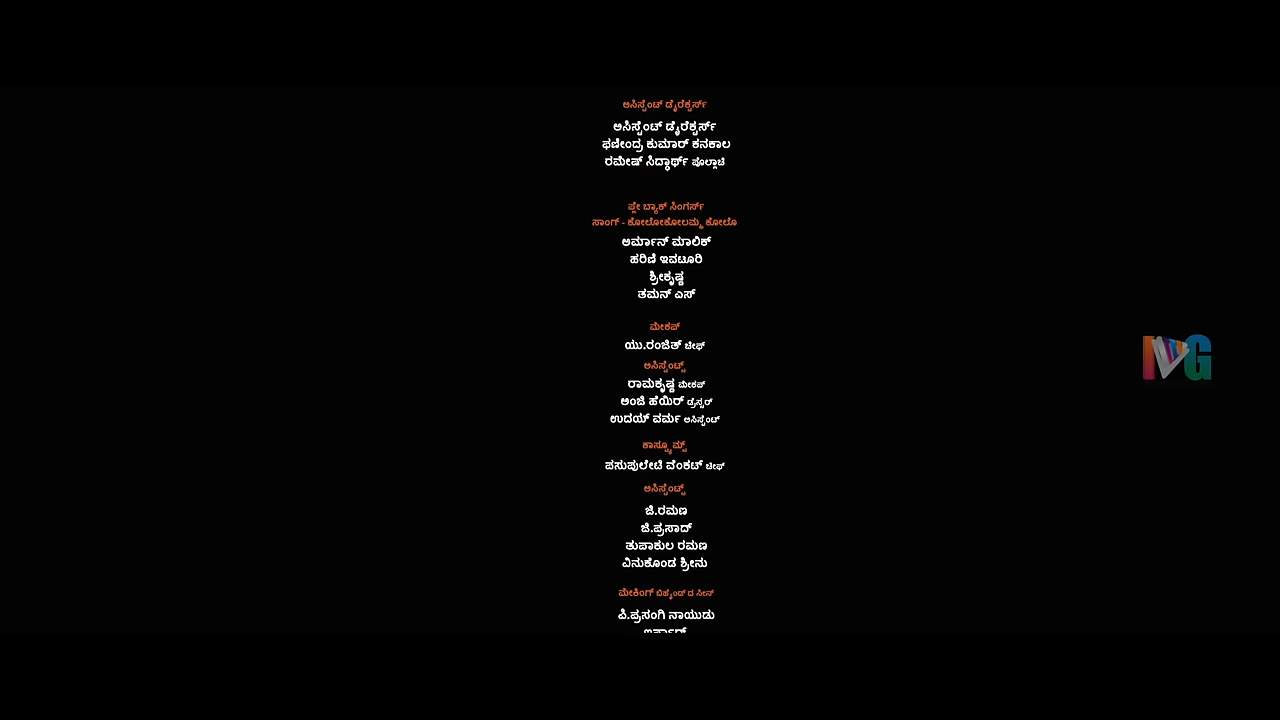 ಅಸಿಸ್ಟೆಂಟ್ ಡೈರೆಕ್ಟರ್ಸ್
ಅಸಿಸ್ಟೆಂಟ್ ಡೈರೆಕ್ಟರ್ಸ್
ಫಣೀಂದ್ರ ಕುಮಾರ್ ಕನಕಾಲ
ರಮೇಷ್ ಸಿದ್ಧಾರ್ಥ್ ಪೊಲ್ಲಾಚಿ
ಪ್ಲೇ ಬ್ಯಾಕ್ ಸಿಂಗರ್ಸ್
ಸಾಂಗ್ - ಕೋಲೋಕೋಲಮ್ಮ ಕೋಲೊ
ಅರ್ಮಾನ್ ಮಾಲಿಕ್
ಹರಿಣಿ ಇವಟೂರಿ
ಶ್ರೀಕೃಷ್ಣ
ತಮನ್ ಎಸ್
ಮೇಕಪ್
ಯು.ರಂಜಿತ್ ಚೀಫ್
ಅಸಿಸ್ಟೆಂಟ್ಸ್
ರಾಮಕೃಷ್ಣ ಮೇಕಪ್
ಅಂಜಿ ಹೆಯಿರ್ ಡ್ರೆಸ್ಸರ್
ಉದಯ್ ವರ್ಮ ಅಸಿಸ್ಟೆಂಟ್
ಕಾಸ್ಟ್ಯೂಮ್ಸ್
ಪಸುಪುಲೇಟಿ ವೆಂಕಟ್ ಚೀಫ್
ಅಸಿಸ್ಟೆಂಟ್ಸ್
ಜಿ.ರಮಣ
ಜಿ.ಪ್ರಸಾದ್
ತುಪಾಕುಲ ರಮಣ
ವಿನುಕೊಂಡ ಶ್ರೀನು
ಮೇಕಿಂಗ್ ಬಿಹೈಂಡ್ ದ ಸೀನ್
ಪಿ.ಪ್ರಸಂಗಿ ನಾಯುಡು